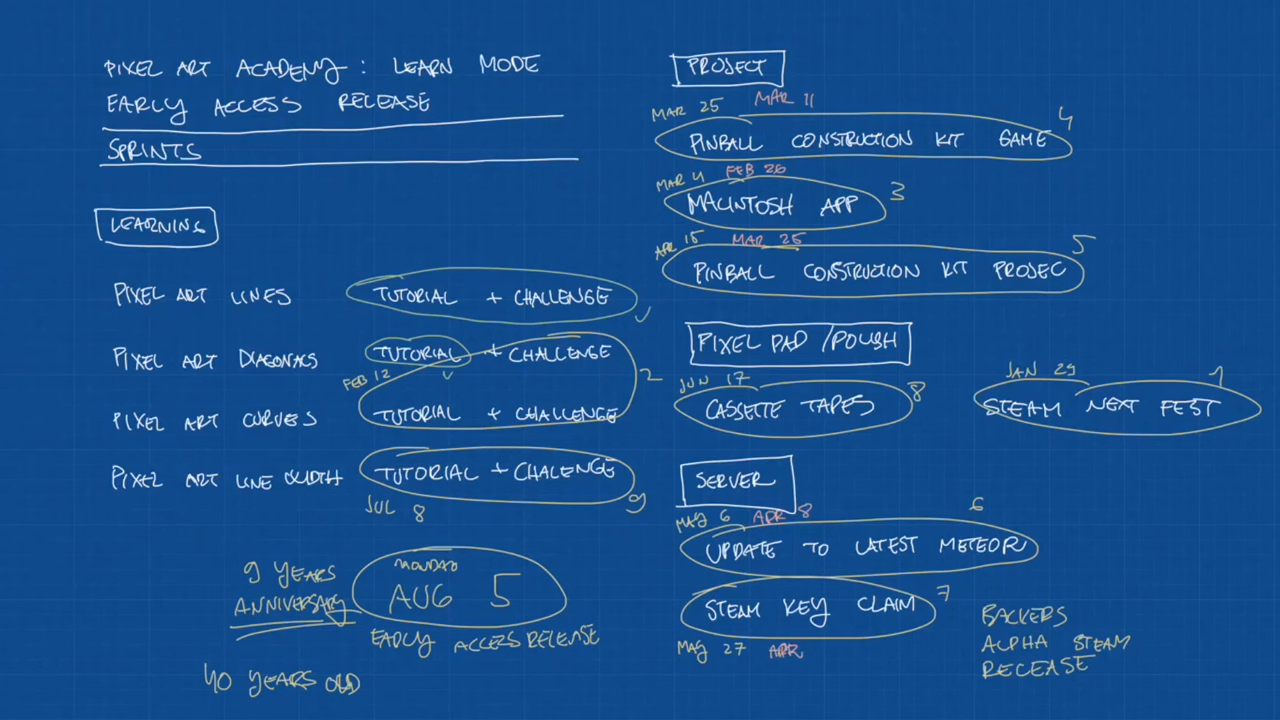 PIXEL ART ACADEMY: LEARN MODE
EARLY ACCESS RELEASE
SPRINTS
LEARNING
PIXEL ART LINES TUTORIAL + CHALLENGE
PIXEL ART DIAGONALS TUTORIAL + CHALLENGE
FEB 12 2
PIXEL ART CURVES TUTORIAL + CHALLENGE
PIXEL ART LINE WIDTH TUTORIAL + CHALENGE
JUL 8 9
9 YEARS
ANNIVERSARY
MONDAY
AUG 5
EARLY ACCESS RELEASE
40 YEARS OLD
PROJECT
MAR 25 MAR 11
PINBALL CONSTRUCTION KIT GAME 4
MAR 4 FEB 26
MACINTOSH APP 3
APR 15 MAR 25 5
PINBALL CONSTRUCTION KIT PROJEC
PIXEL PAD /POLISH
JUN 17 8
CASSETTE TAPES
JAN 29 1
STEAM NEXT FEST
SERVER
MAY 6 APR 8 6
UPDATE TO LATEST METEOR
STEAM KEY CLAIM 7
MAY 27 APR
BACKERS
ALPHA STEAM
RELEASE